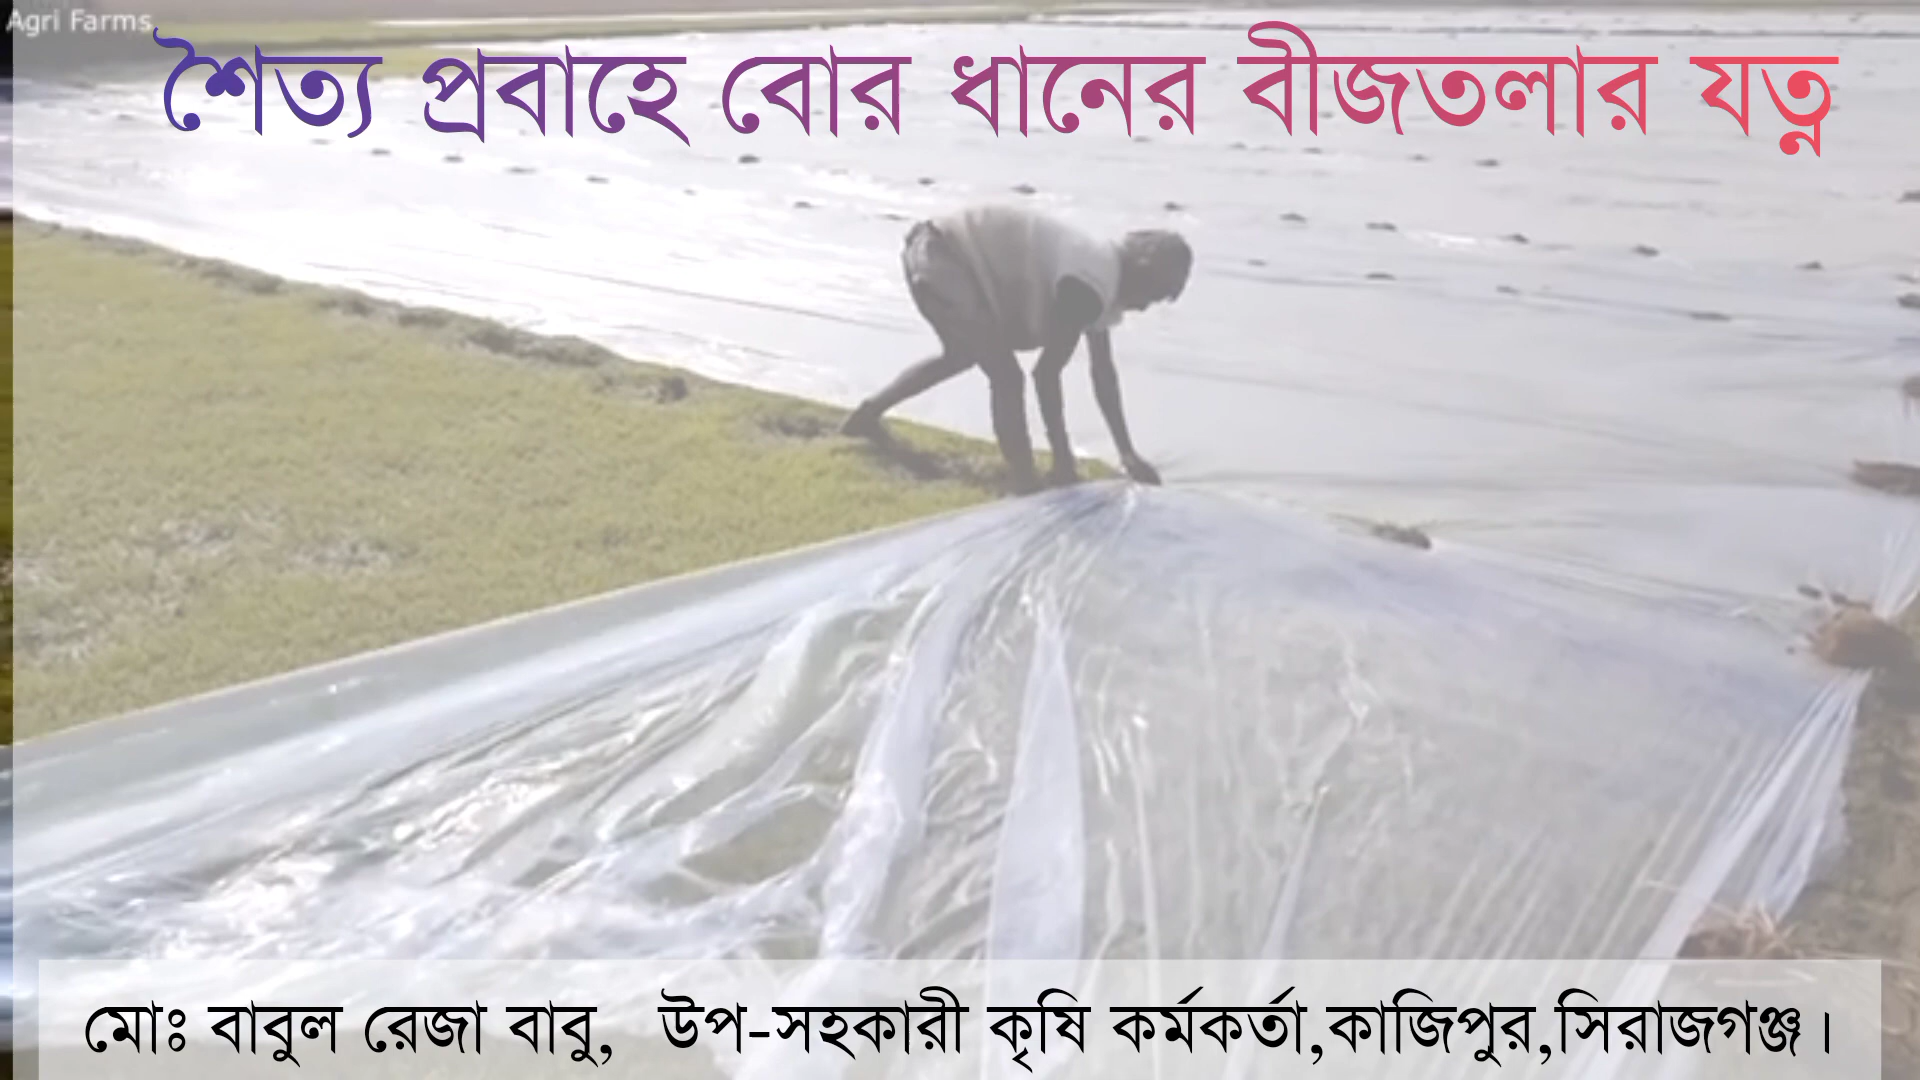 Agri Farms
শৈত্য প্রবাহে বোর ধানের বীজতলার যত্ন
মোঃ বাবুল রেজা বাবু, উপ-সহকারী কৃষি কর্মকর্তা,কাজিপুর,সিরাজগঞ্জ।